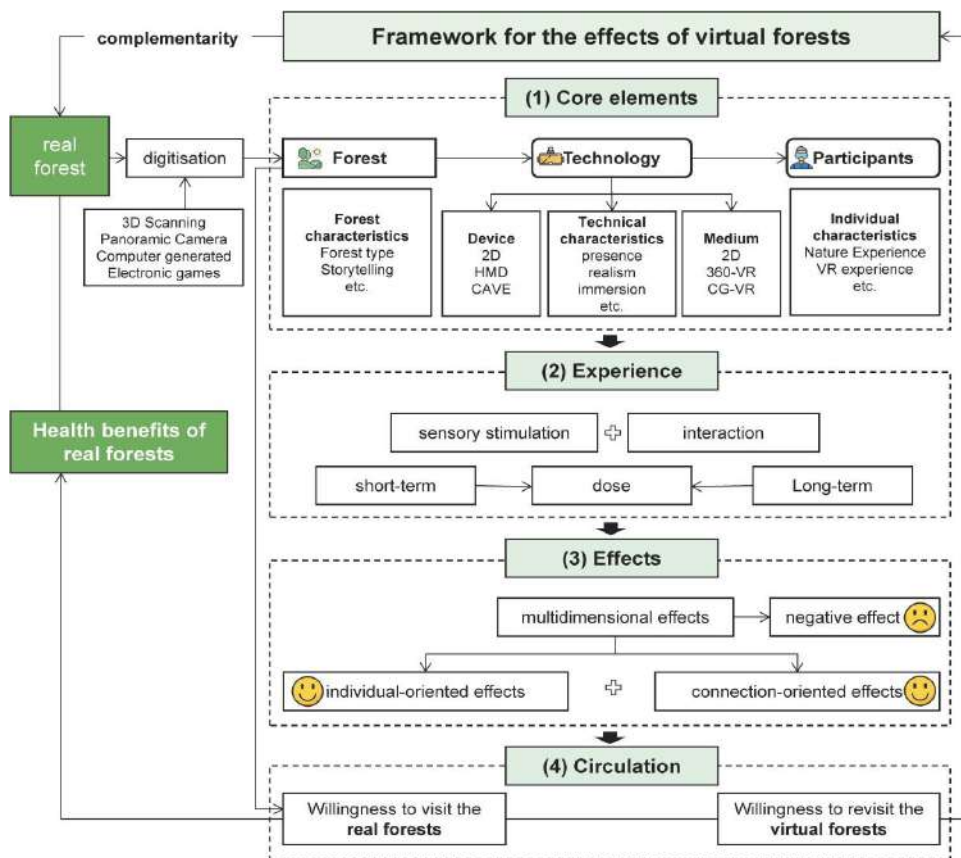 complementarity
Framework for the effects of virtual forests
(1) Core elements
real
forest
digitisation
Forest
Technology
Participants
3D Scanning
Panoramic Camera
Computer generated
Electronic games
Forest
characteristics
Forest type
Storytelling
etc.
Device
2D
HMD
CAVE
Technical
characteristics
presence
realism
immersion
etc.
Medium
2D
360-VR
CG-VR
Individual
characteristics
Nature Experience
VR experience
etc.
(2) Experience
Health benefits of
real forests
sensory stimulation
interaction
short-term
dose
Long-term
(3) Effects
multidimensional effects
negative effect
individual-oriented effects
connection-oriented effects
(4) Circulation
Willingness to visit the
real forests
Willingness to revisit the
virtual forests